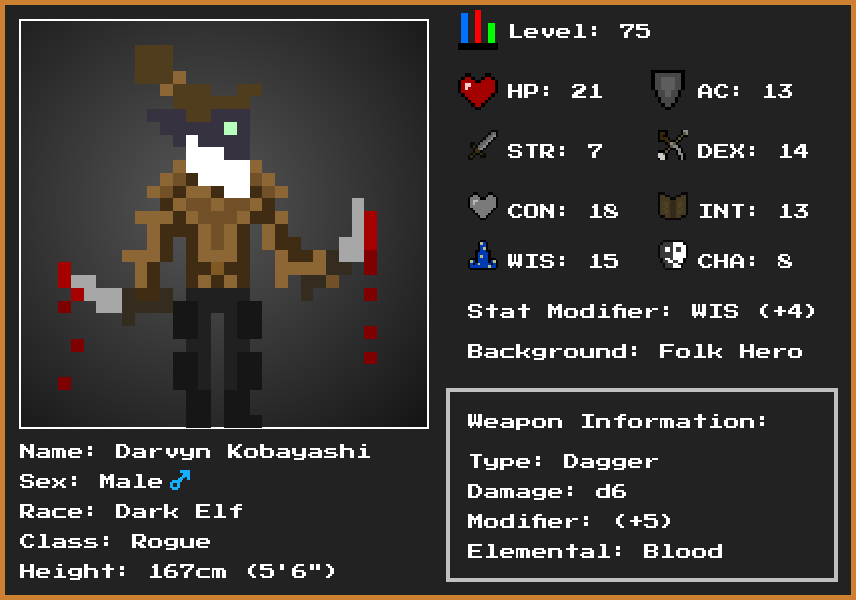 Level: 75
HP: 21
AC: 13
STR: 7
DEX: 14
CON: 18
INT: 13
WIS: 15
CHA: 8
Stat Modifier: WIS (+4)
Background: Folk Hero
Name: Darvyn Kobayashi
Sex: Male♂
Race: Dark Elf
Class: Rogue
Height: 167cm (5'6")
Weapon Information:
Type: Dagger
Damage: d6
Modifier: (+5)
Elemental: Blood